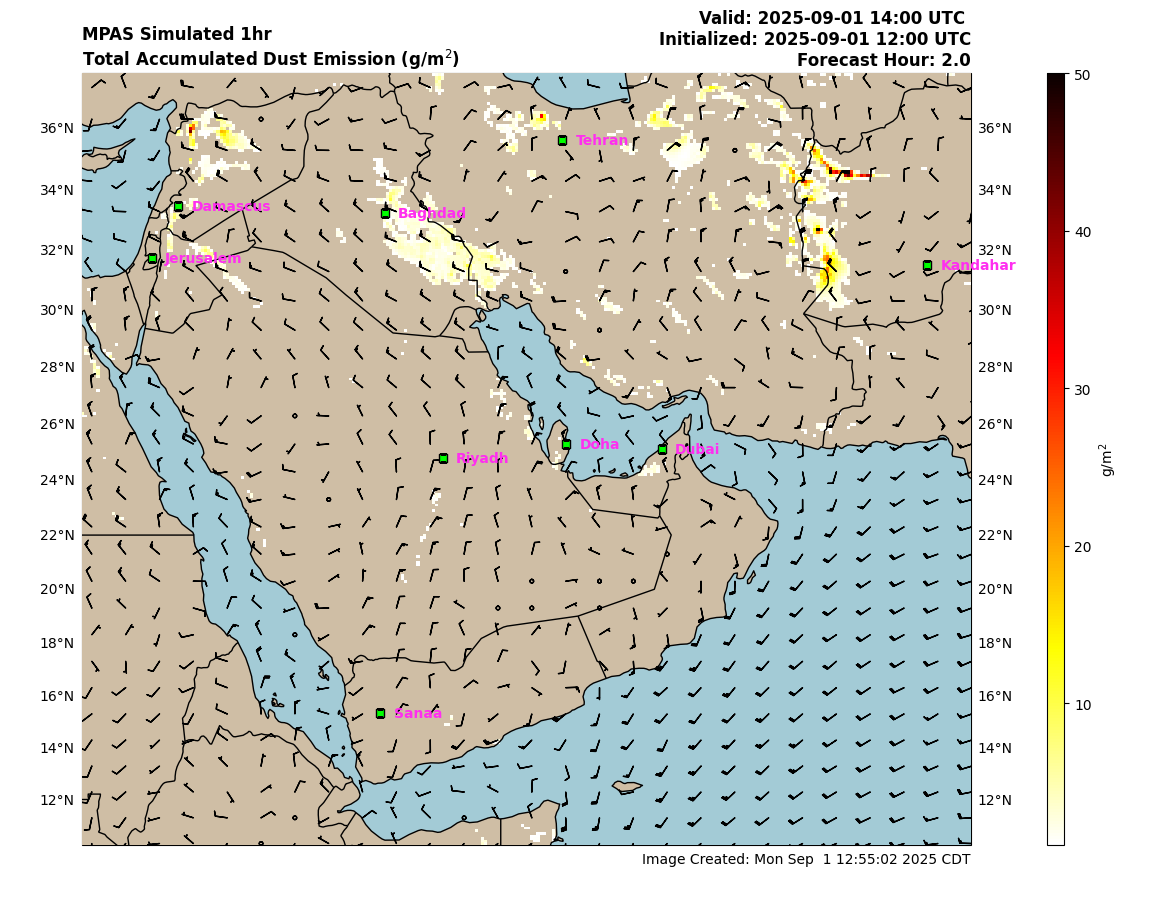 MPAS Simulated 1hr
Total Accumulated Dust Emission (g/m²)
Valid: 2025-09-01 14:00 UTC
Initialized: 2025-09-01 12:00 UTC
Forecast Hour: 2.0
36°N
34°N
32°N
30°N
28°N
26°N
24°N
22°N
20°N
18°N
16°N
14°N
12°N
Tehran
Damascus
Baghdad
Jerusalem
Kandahar
Doha
Dubai
Riyadh
Sanaa
36°N
34°N
32°N
30°N
28°N
26°N
24°N
22°N
20°N
18°N
16°N
14°N
12°N
50
40
30
20
10
g/m²
Image Created: Mon Sep  1 12:55:02 2025 CDT